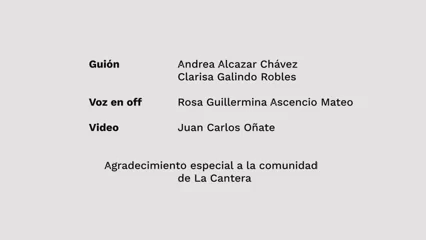 Guión Andrea Alcazar Chávez
Clarisa Galindo Robles
Voz en off Rosa Guillermina Ascencio Mateo
Video Juan Carlos Oñate
Agradecimiento especial a la comunidad
de La Cantera